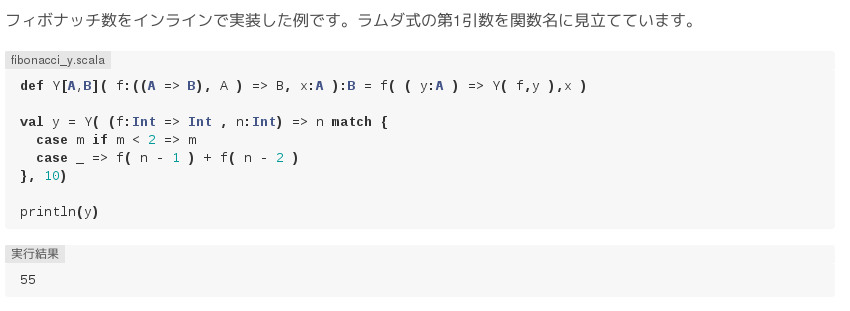 フィボナッチ数をインラインで実装した例です。ラムダ式の第1引数を関数名に見立てています。
fibonacci_y.scala
def Y[A,B]( f:((A => B), A ) => B, x:A ):B = f( ( y:A ) => Y( f,y ),x )
val y = Y( (f:Int => Int , n:Int) => n match {
  case m if m < 2 => m
  case _ => f( n - 1 ) + f( n - 2 )
}, 10)
println(y)
実行結果
55